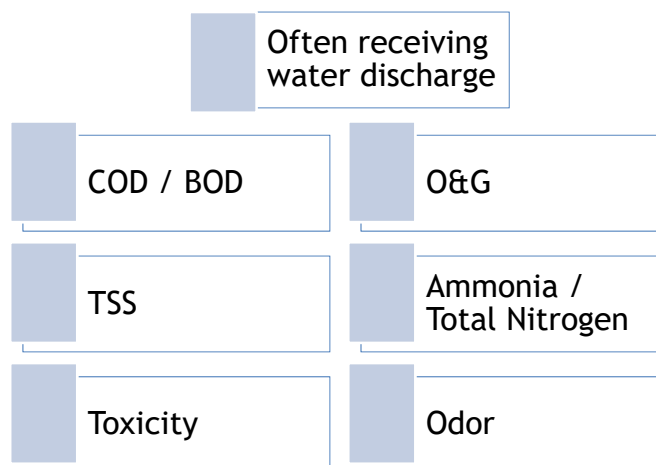 Often receiving
water discharge
COD / BOD
O&G
TSS
Ammonia /
Total Nitrogen
Toxicity
Odor